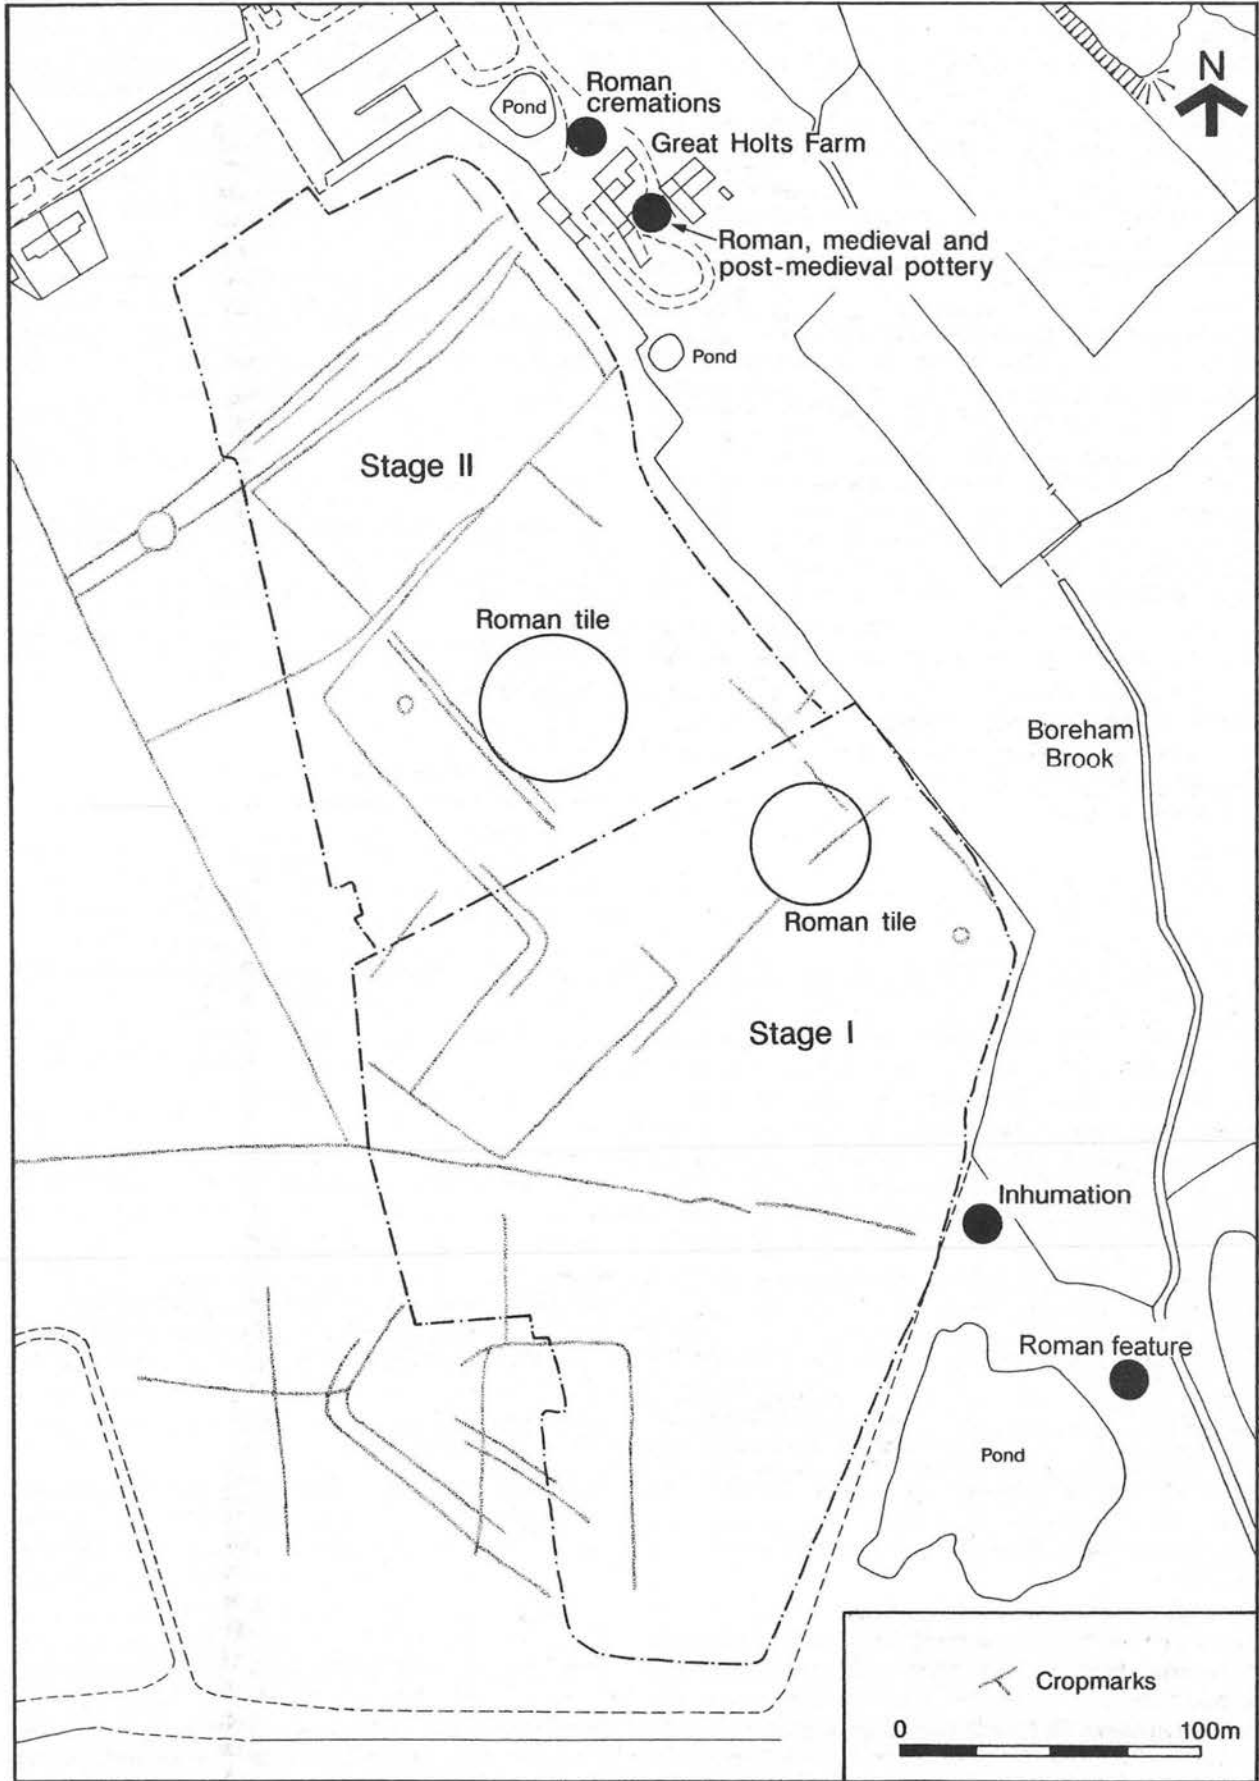 N
Roman
cremations
Pond
Great Holts Farm
Roman, medieval and
post-medieval pottery
Pond
Stage II
Roman tile
Boreham
Brook
Roman tile
Stage I
Inhumation
Roman feature
Pond
Cropmarks
0 100m